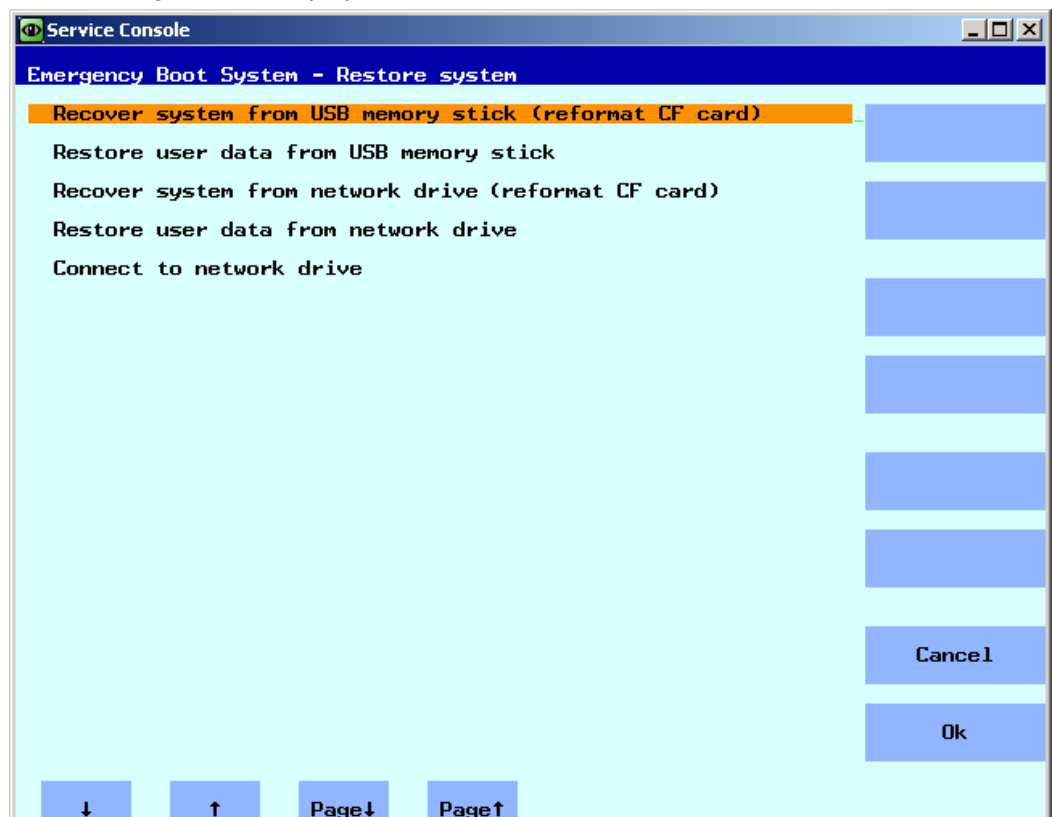 Service Console
Emergency Boot System - Restore system
Recover system from USB memory stick (reformat CF card)
Restore user data from USB memory stick
Recover system from network drive (reformat CF card)
Restore user data from network drive
Connect to network drive
Cancel
Ok
↓ ↑ Page↓ Page↑